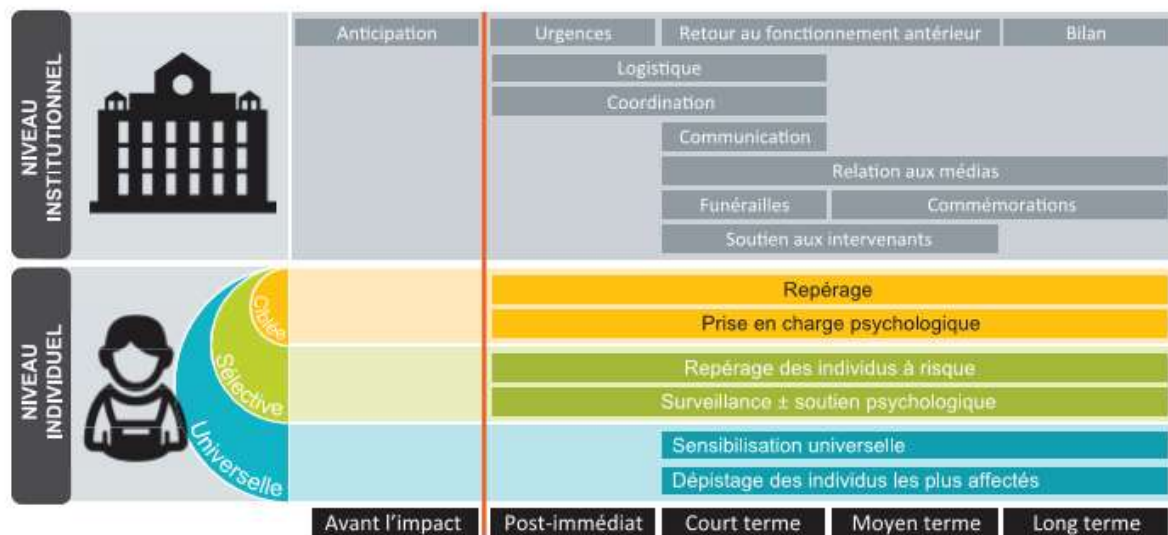 NIVEAU
INSTITUTIONNEL
Anticipation
Urgences
Retour au fonctionnement antérieur
Bilan
Logistique
Coordination
Communication
Relation aux médias
Funérailles
Commémorations
Soutien aux intervenants
NIVEAU
INDIVIDUEL
Ciblée
Sélective
Universelle
Repérage
Prise en charge psychologique
Repérage des individus à risque
Surveillance ± soutien psychologique
Sensibilisation universelle
Dépistage des individus les plus affectés
Avant l'impact
Post-immédiat
Court terme
Moyen terme
Long terme